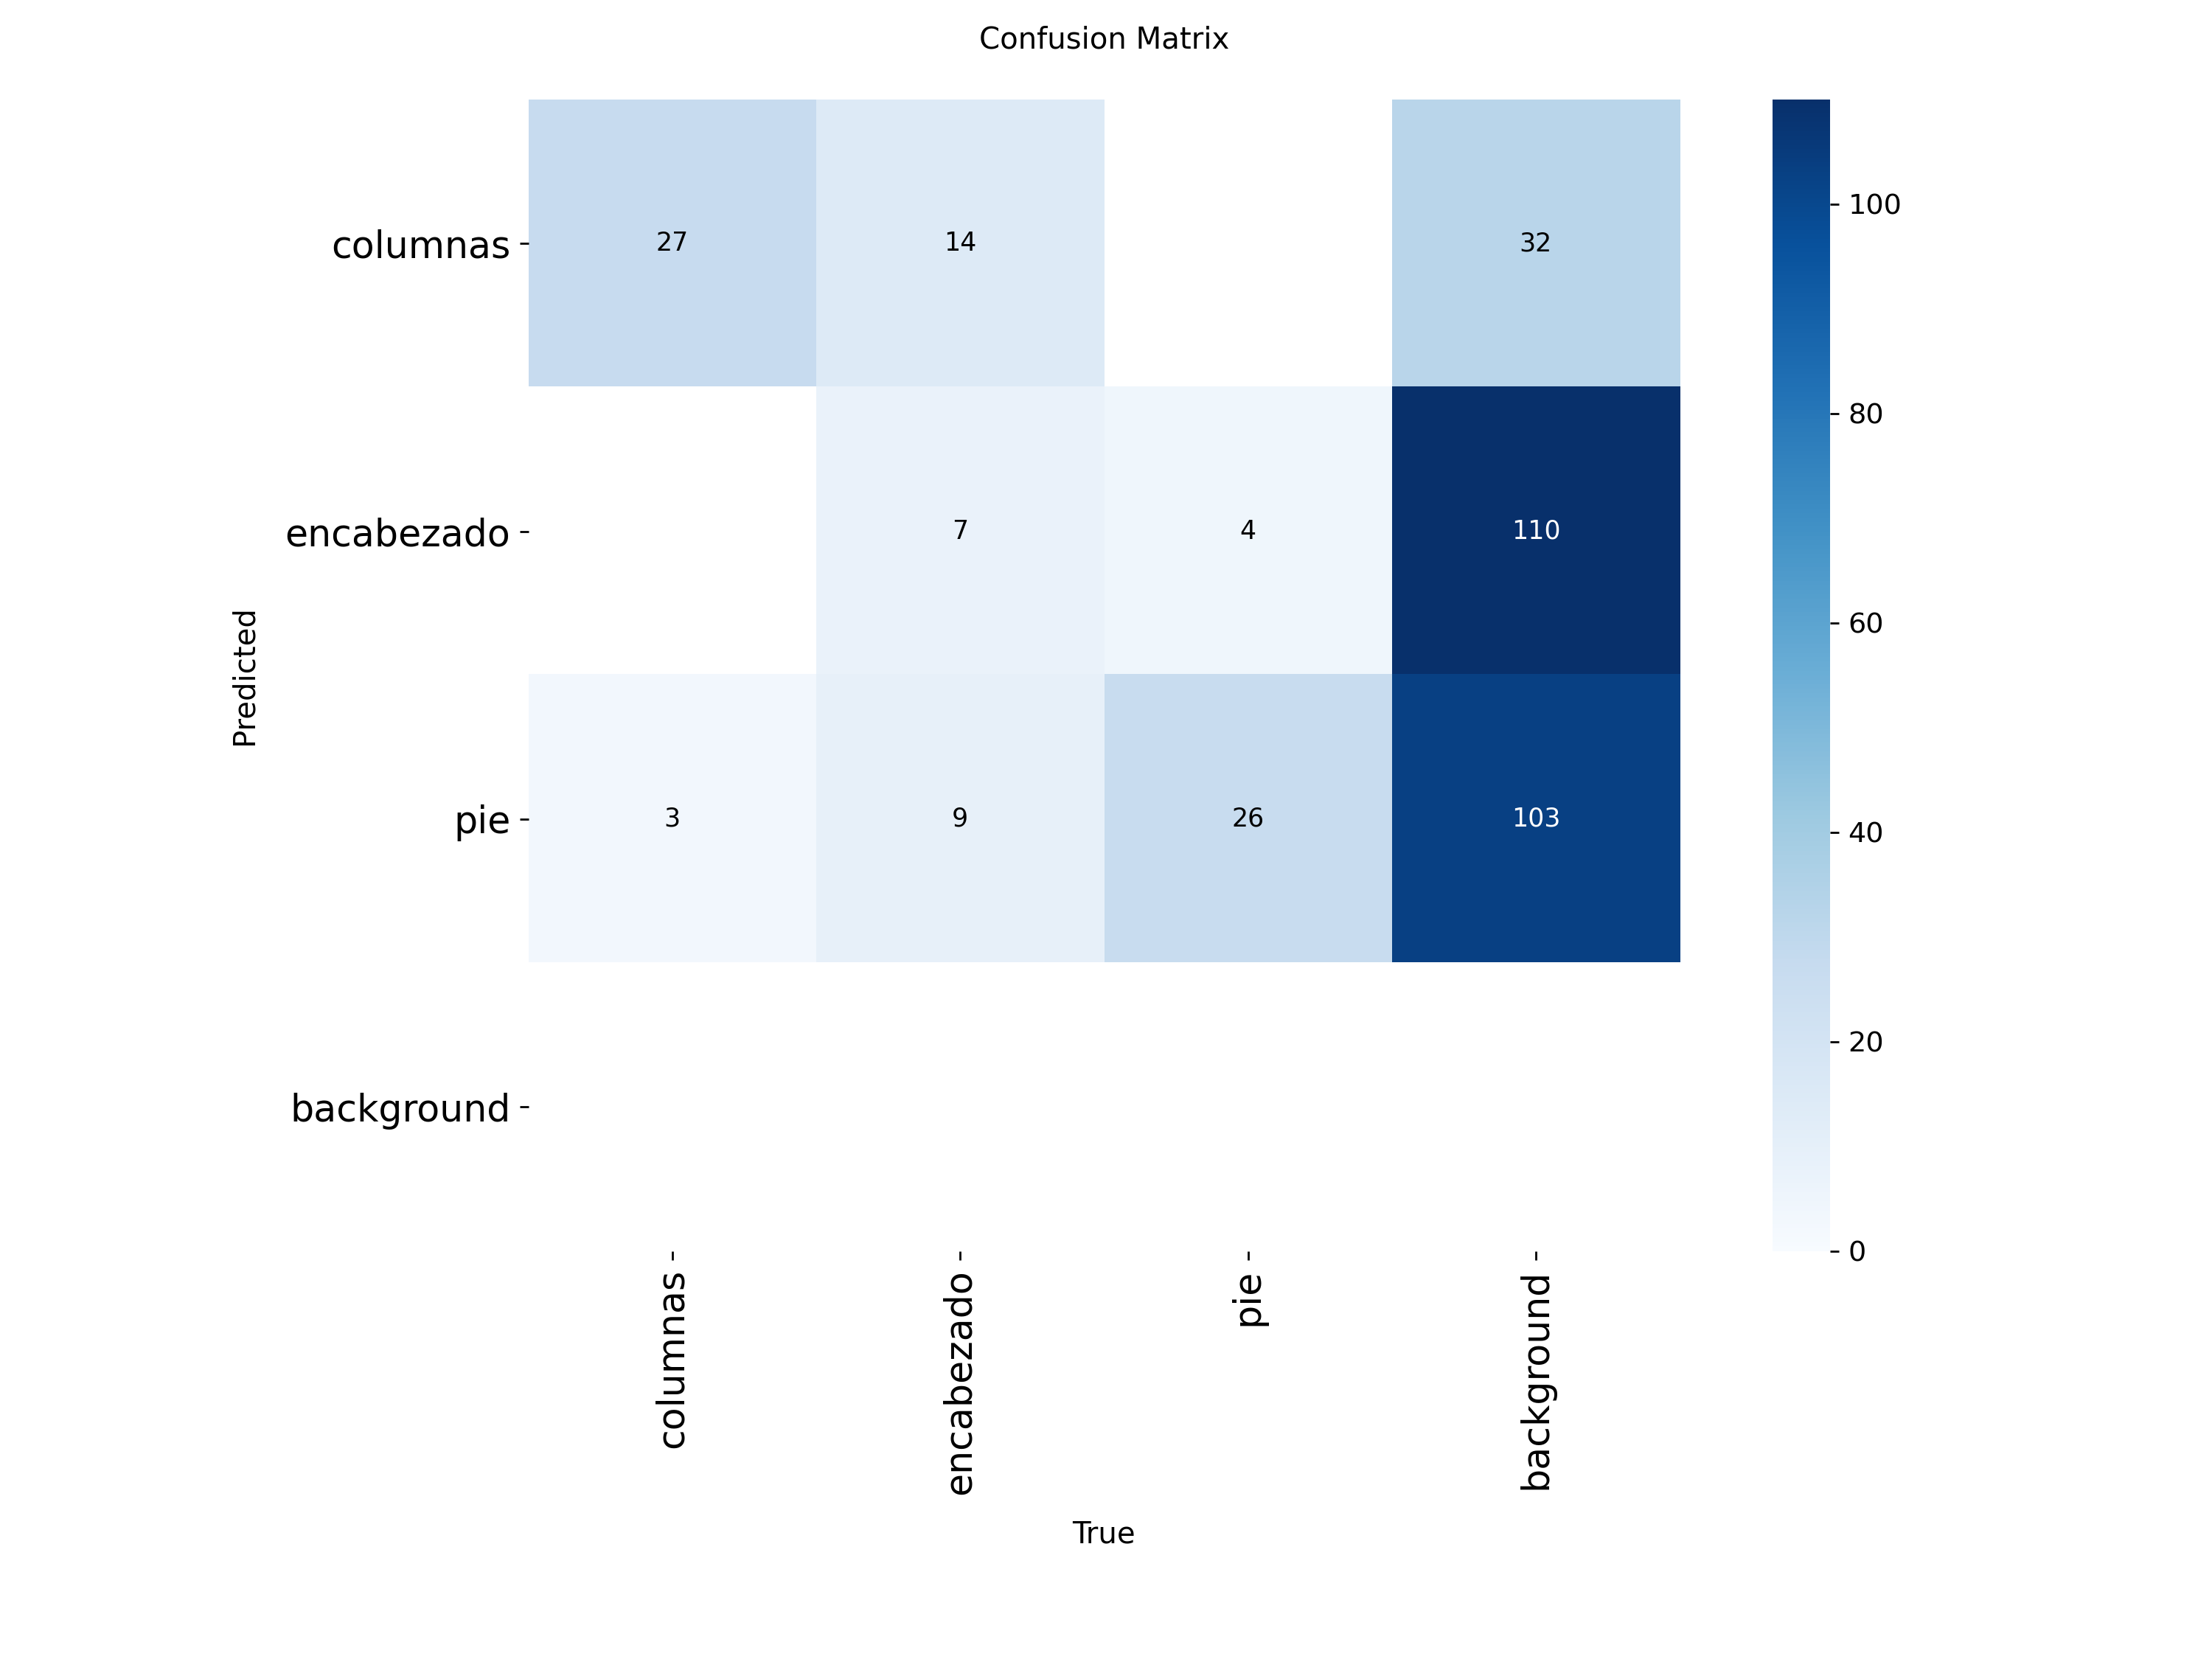 Confusion Matrix
columnas
27
14
32
100
encabezado
7
4
110
80
60
Predicted
pie
3
9
26
103
40
background
20
0
columnas
encabezado
pie
background
True